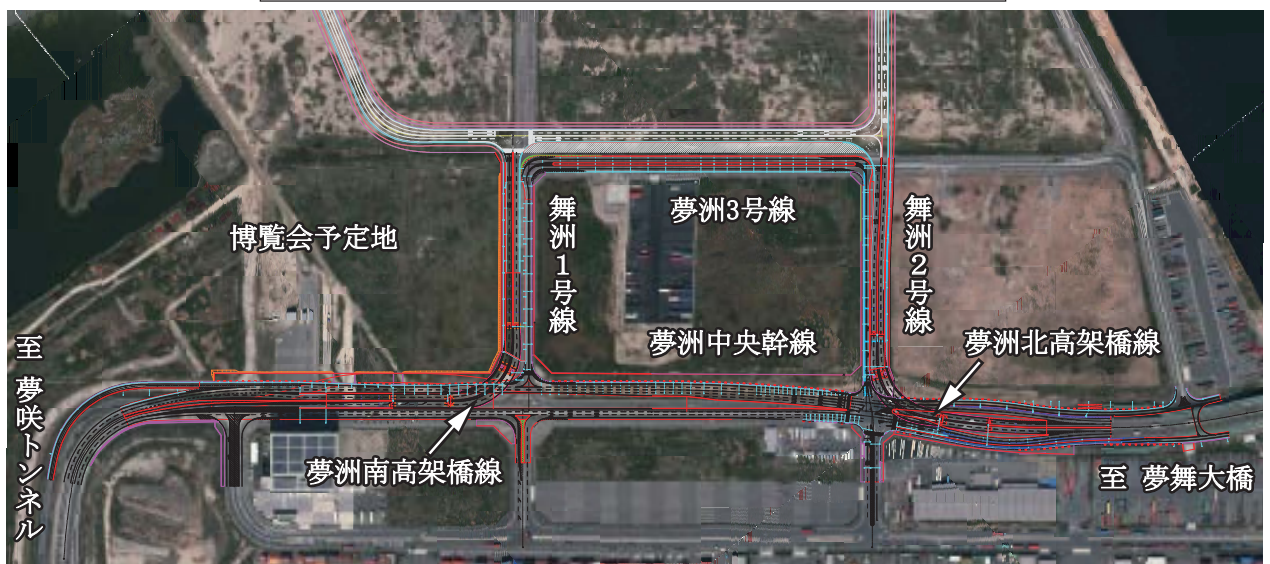 夢洲3号線
舞洲1号線
舞洲2号線
博覧会予定地
夢洲中央幹線
夢洲北高架橋線
至 夢咲トンネル
夢洲南高架橋線
至 夢舞大橋